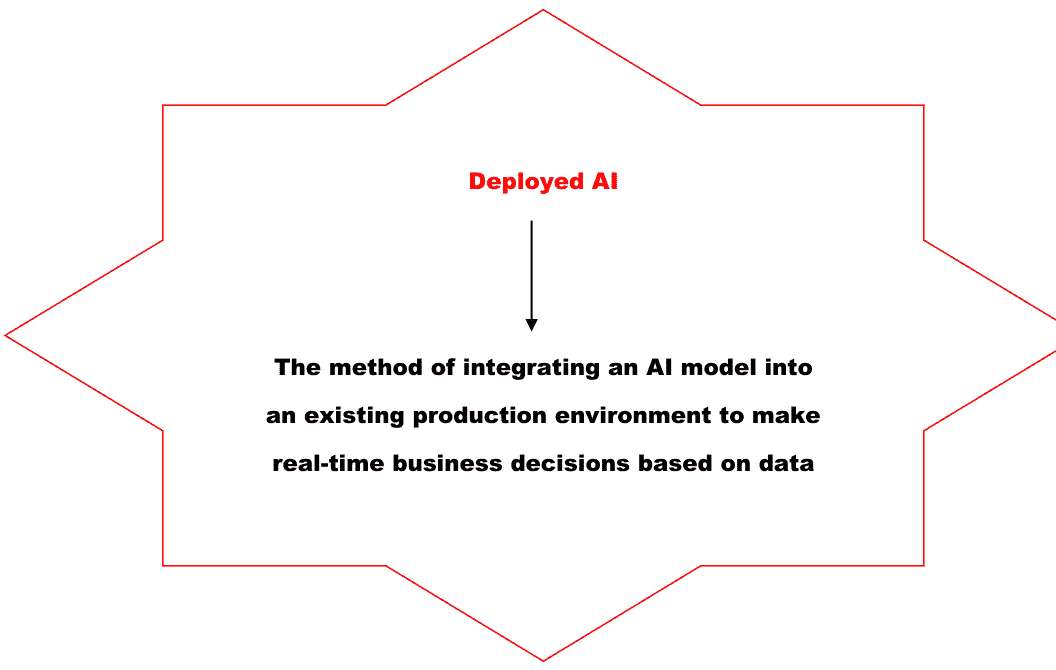 Deployed AI
The method of integrating an AI model into
an existing production environment to make
real-time business decisions based on data